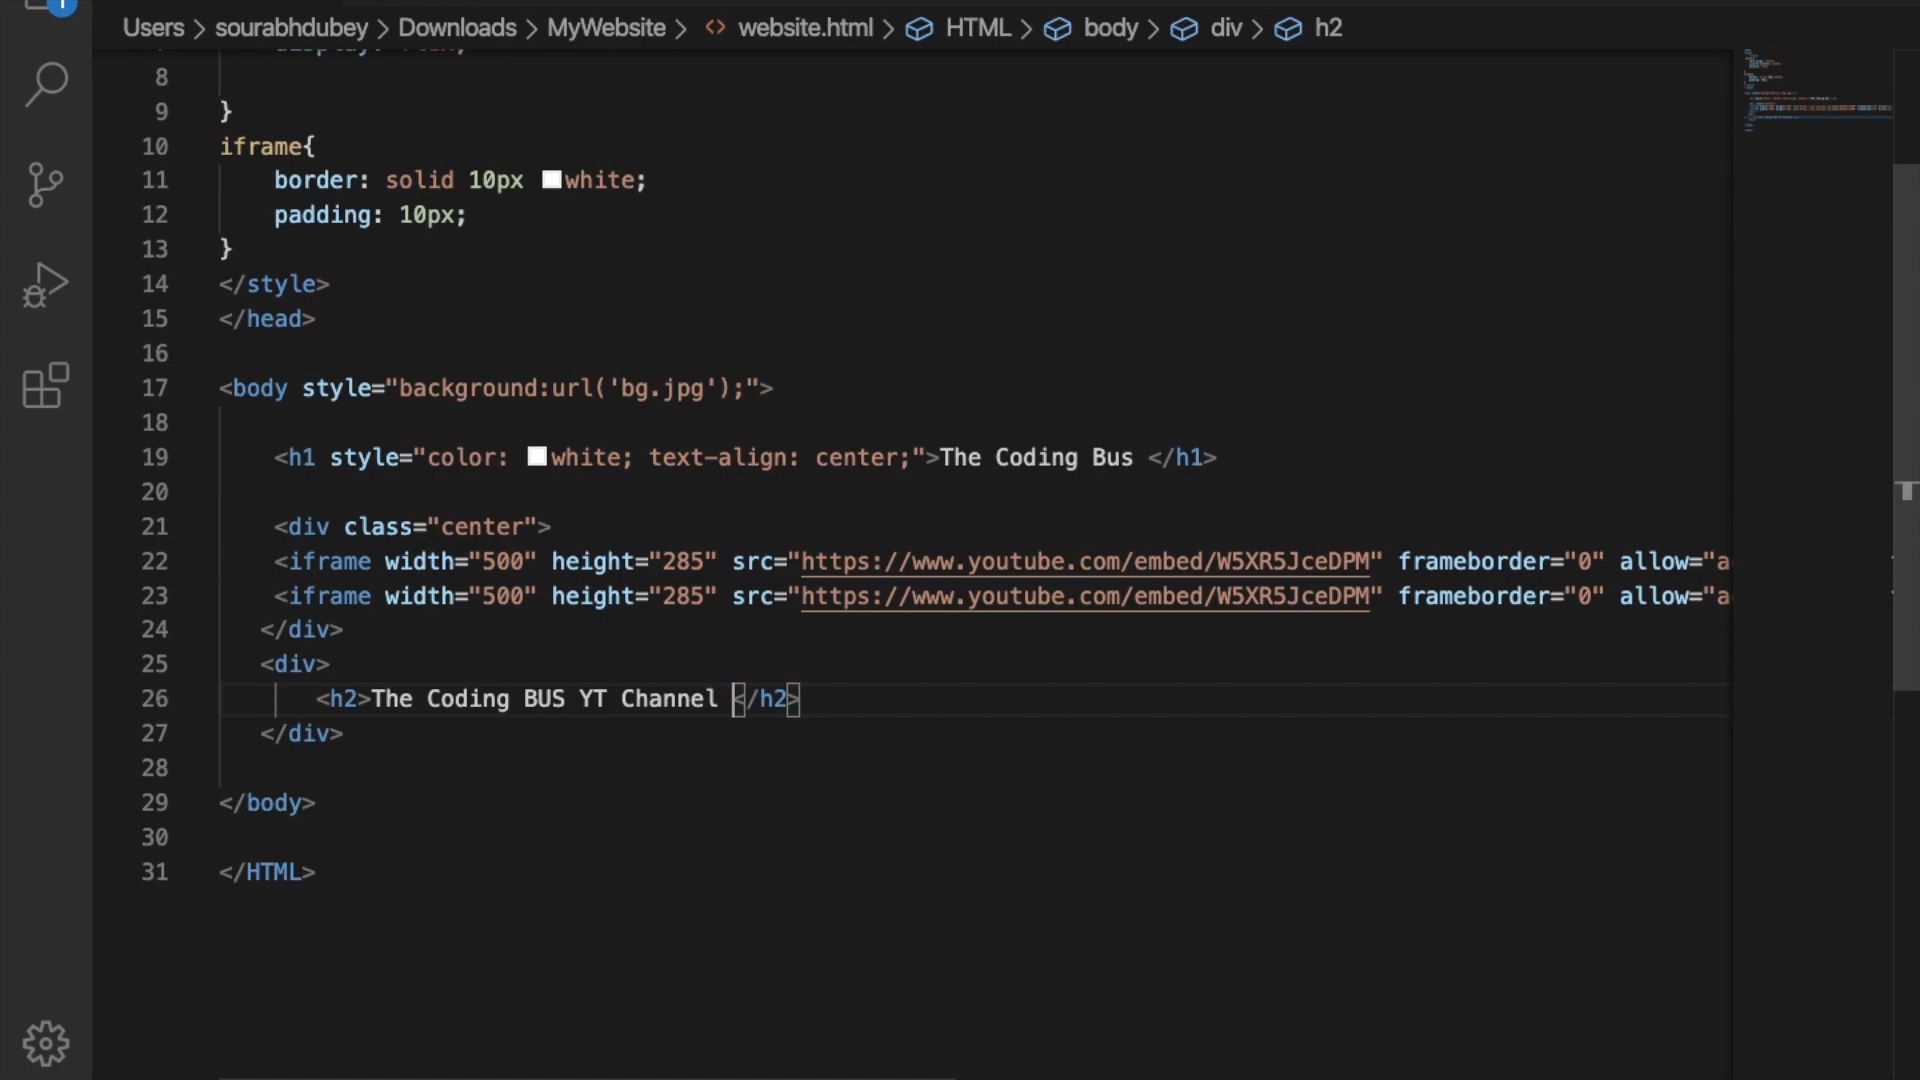 Users > sourabhdubey > Downloads > MyWebsite > website.html > HTML > body > div > h2
8
9 }
10 iframe{
11 border: solid 10px white;
12 padding: 10px;
13 }
14 </style>
15 </head>
16
17 <body style="background:url('bg.jpg');">
18
19 <h1 style="color: white; text-align: center;">The Coding Bus </h1>
20
21 <div class="center">
22 <iframe width="500" height="285" src="https://www.youtube.com/embed/W5XR5JceDPM" frameborder="0" allow="a
23 <iframe width="500" height="285" src="https://www.youtube.com/embed/W5XR5JceDPM" frameborder="0" allow="a
24 </div>
25 <div>
26 <h2>The Coding BUS YT Channel </h2>
27 </div>
28
29 </body>
30
31 </HTML>